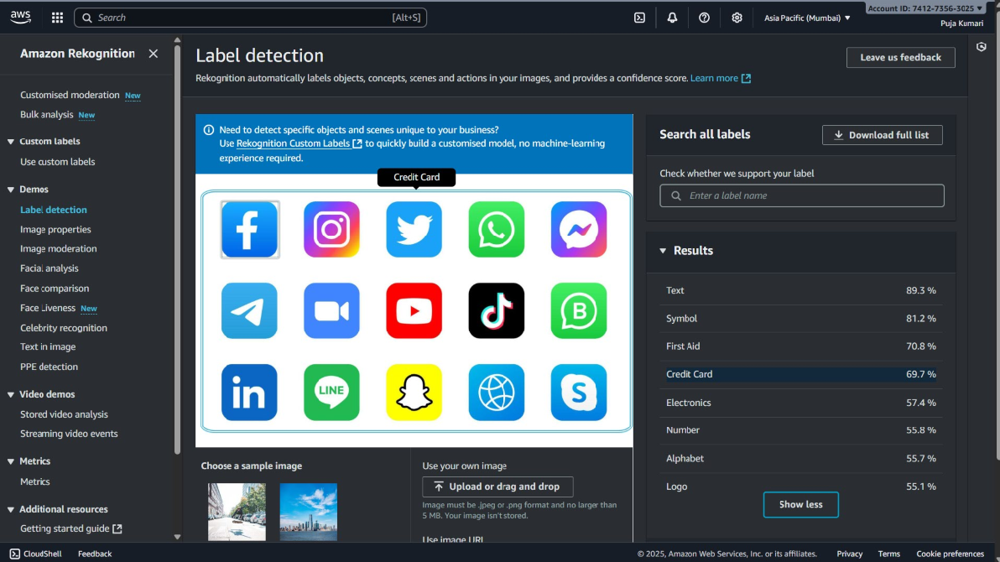 aws
Search
[Alt+S]
Asia Pacific (Mumbai)
Account ID: 7412-7356-3025
Puja Kumari
Amazon Rekognition
Customised moderation New
Bulk analysis New
Custom labels
Use custom labels
Demos
Label detection
Image properties
Image moderation
Facial analysis
Face comparison
Face Liveness New
Celebrity recognition
Text in image
PPE detection
Video demos
Stored video analysis
Streaming video events
Metrics
Metrics
Additional resources
Getting started guide
Label detection
Leave us feedback
Rekognition automatically labels objects, concepts, scenes and actions in your images, and provides a confidence score. Learn more
Need to detect specific objects and scenes unique to your business?
Use Rekognition Custom Labels to quickly build a customised model, no machine-learning
experience required.
Credit Card
f
B
in
LINE
S
Choose a sample image
Use your own image
Upload or drag and drop
Image must be .jpeg or .png format and no larger than
5 MB. Your image isn't stored.
Use image URL
Search all labels
Download full list
Check whether we support your label
Enter a label name
Results
Text 89.3 %
Symbol 81.2 %
First Aid 70.8 %
Credit Card 69.7 %
Electronics 57.4 %
Number 55.8 %
Alphabet 55.7 %
Logo 55.1 %
Show less
CloudShell
Feedback
© 2025, Amazon Web Services, Inc. or its affiliates.
Privacy
Terms
Cookie preferences